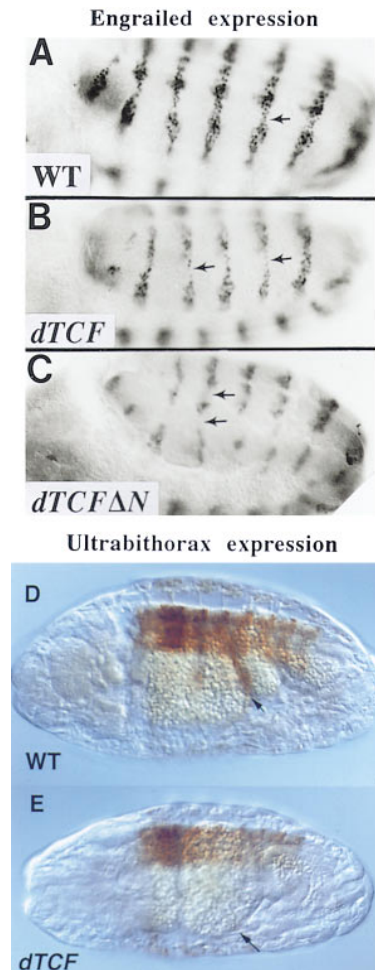 Engrailed expression
A
WT
B
dTCF
C
dTCFΔN
Ultrabithorax expression
D
WT
E
dTCF